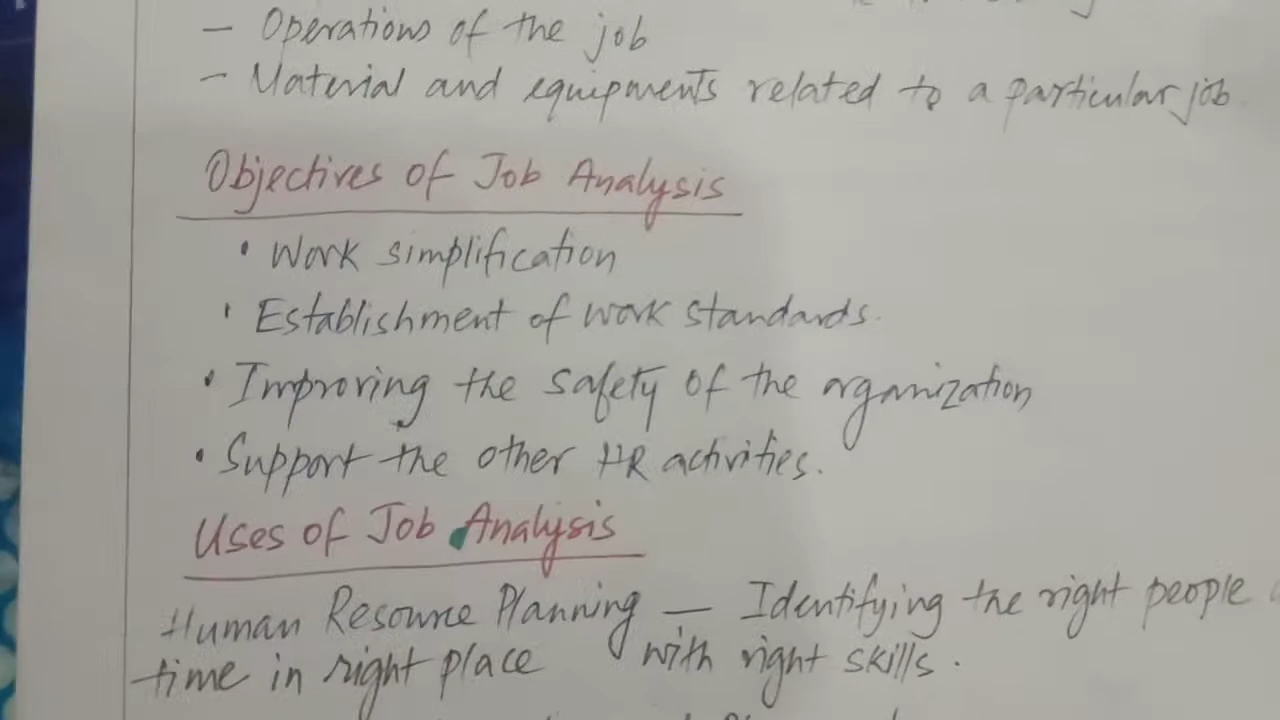 – Operations of the job
– Material and equipments related to a particular job
Objectives of Job Analysis
• Work simplification
• Establishment of work standards.
• Improving the safety of the organization
• Support the other HR activities.
Uses of Job Analysis
Human Resource Planning — Identifying the right people
time in right place with right skills.